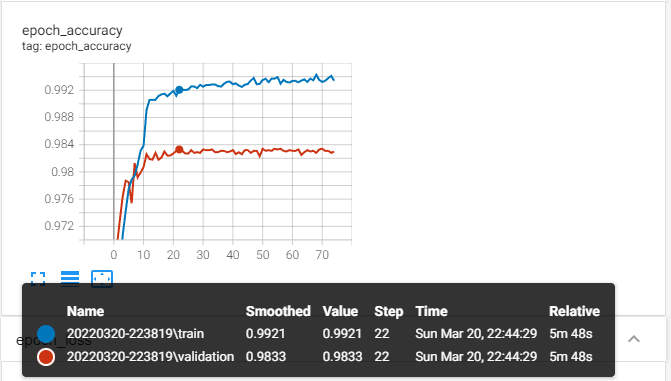 epoch_accuracy
tag: epoch_accuracy
0.992
0.988
0.984
0.98
0.976
0.972
0 10 20 30 40 50 60 70
Name Smoothed Value Step Time Relative
20220320-223819\train 0.9921 0.9921 22 Sun Mar 20, 22:44:29 5m 48s
epoch_loss
20220320-223819\validation 0.9833 0.9833 22 Sun Mar 20, 22:44:29 5m 48s